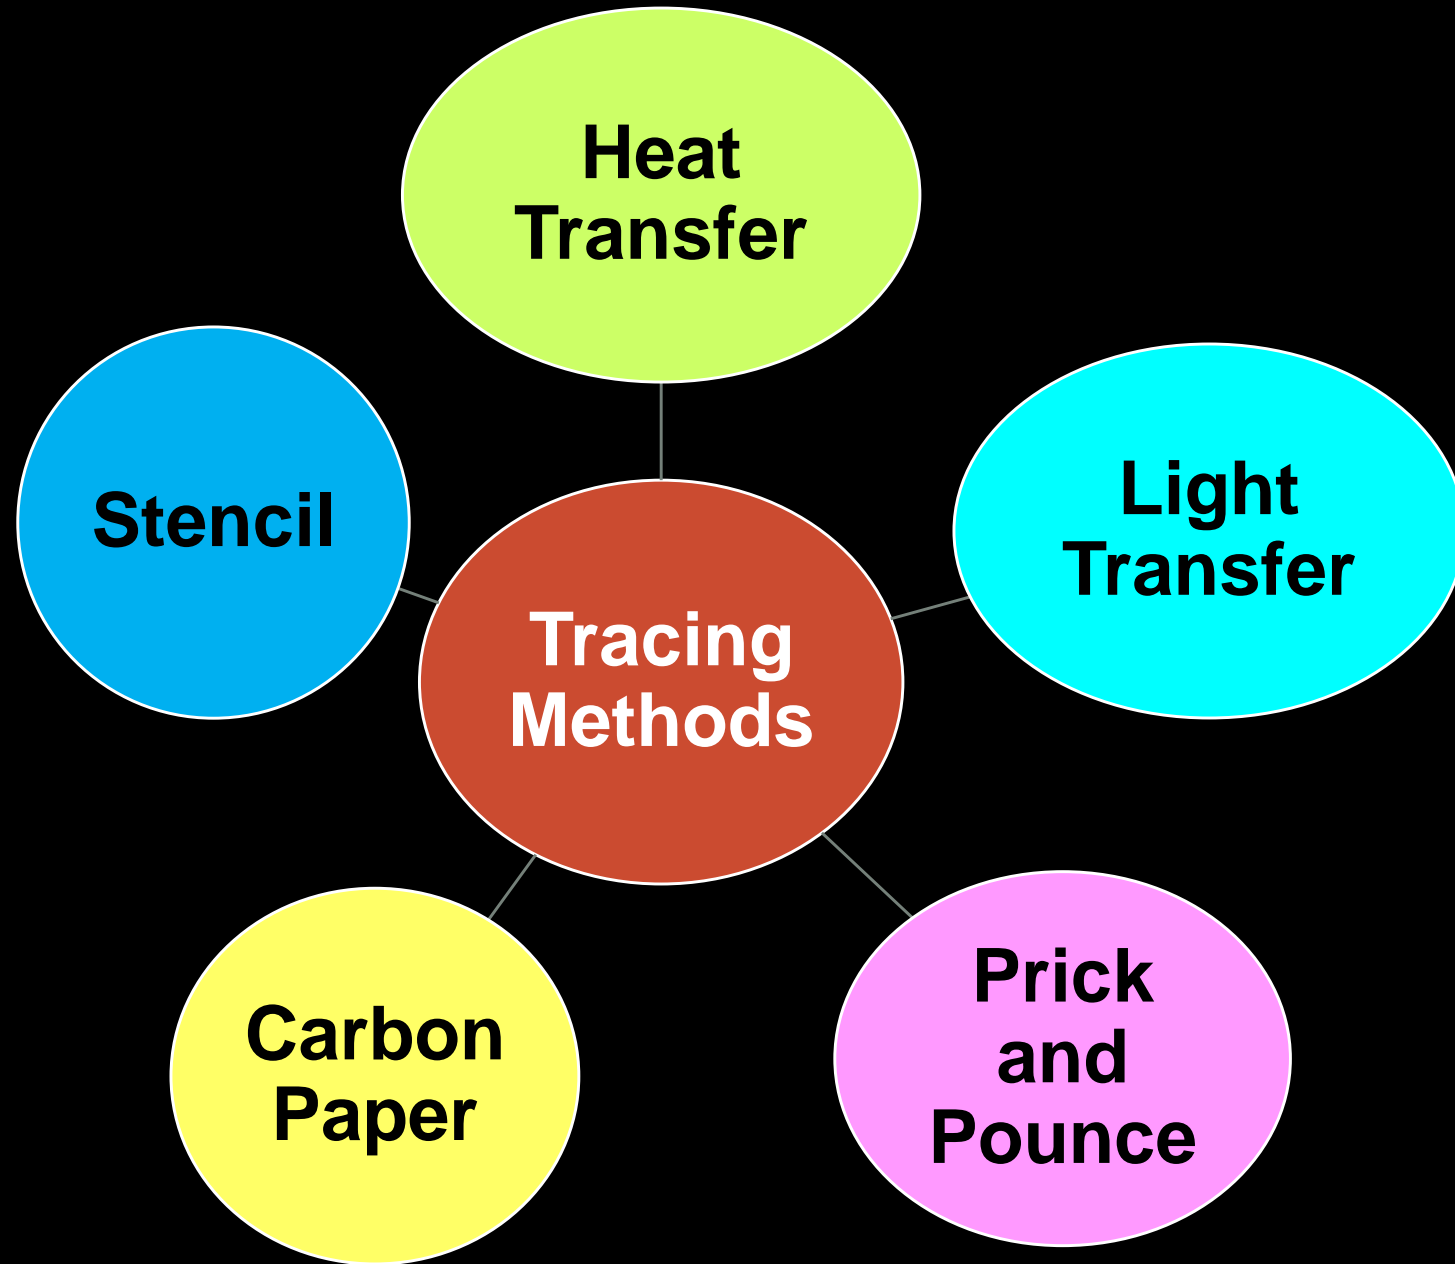 Heat
Transfer
Light
Transfer
Stencil
Tracing
Methods
Prick
and
Pounce
Carbon
Paper